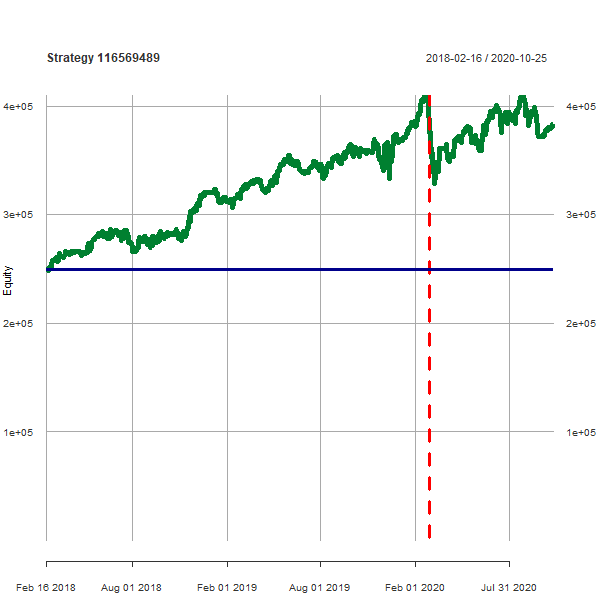 Strategy 116569489
2018-02-16 / 2020-10-25
4e+05
4e+05
3e+05
3e+05
Equity
2e+05
2e+05
1e+05
1e+05
Feb 16 2018
Aug 01 2018
Feb 01 2019
Aug 01 2019
Feb 01 2020
Jul 31 2020